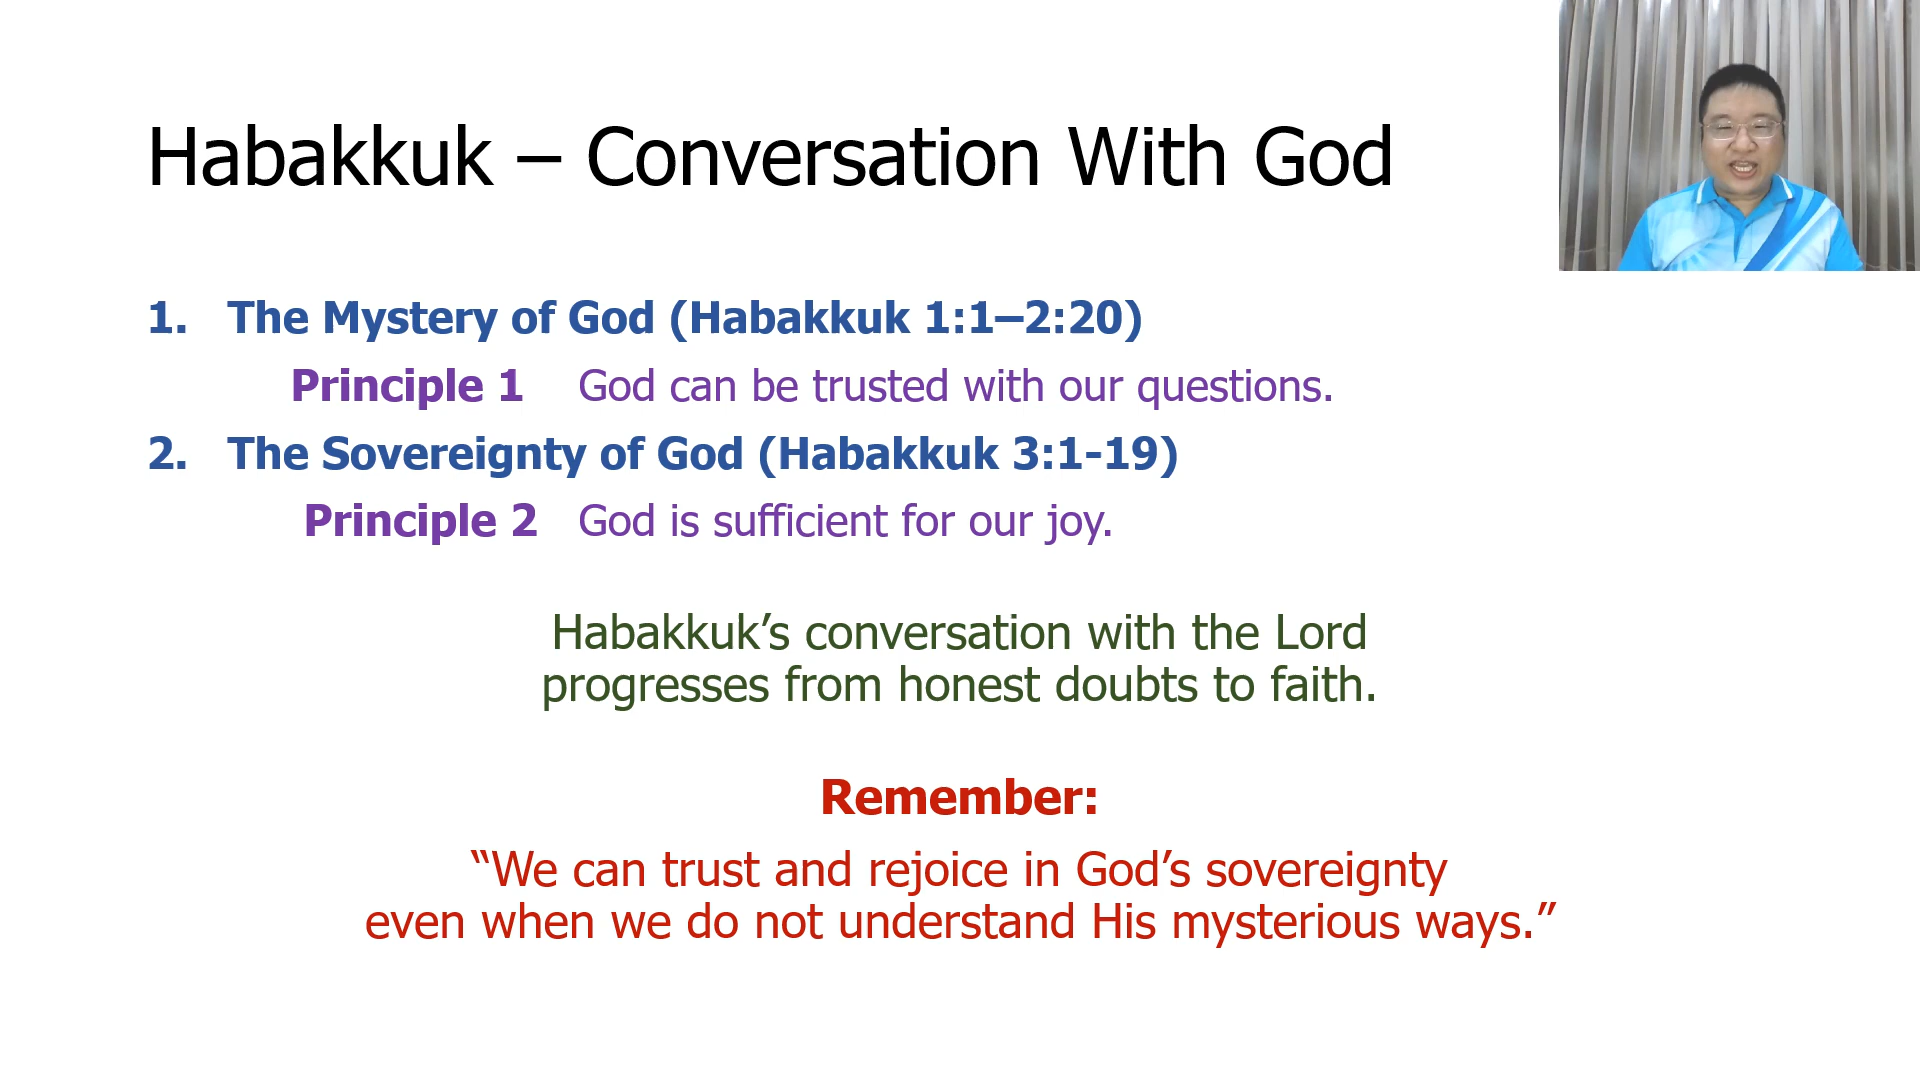 Habakkuk – Conversation With God
1. The Mystery of God (Habakkuk 1:1–2:20)
Principle 1 God can be trusted with our questions.
2. The Sovereignty of God (Habakkuk 3:1-19)
Principle 2 God is sufficient for our joy.
Habakkuk’s conversation with the Lord
progresses from honest doubts to faith.
Remember:
“We can trust and rejoice in God’s sovereignty
even when we do not understand His mysterious ways.”